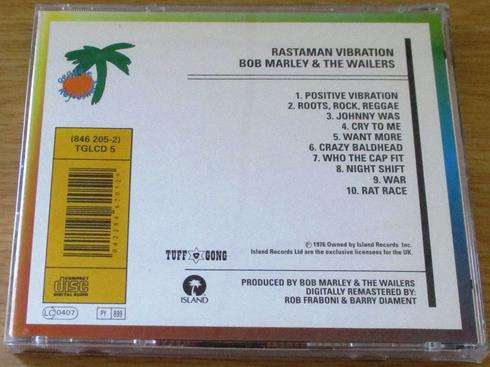 RASTAMAN VIBRATION
BOB MARLEY & THE WAILERS
(846 205-2)
TGLCD 5
1. POSITIVE VIBRATION
2. ROOTS, ROCK, REGGAE
3. JOHNNY WAS
4. CRY TO ME
5. WANT MORE
6. CRAZY BALDHEAD
7. WHO THE CAP FIT
8. NIGHT SHIFT
9. WAR
10. RAT RACE
℗ 1976 Owned by Island Records Inc.
Island Records Ltd are the exclusive licensees for the UK
TUFF GONG
ISLAND
PRODUCED BY BOB MARLEY & THE WAILERS
DIGITALLY REMASTERED BY:
ROB FRABONI & BARRY DIAMENT
COMPACT
disc
DIGITAL AUDIO
LC 0407
PY 899